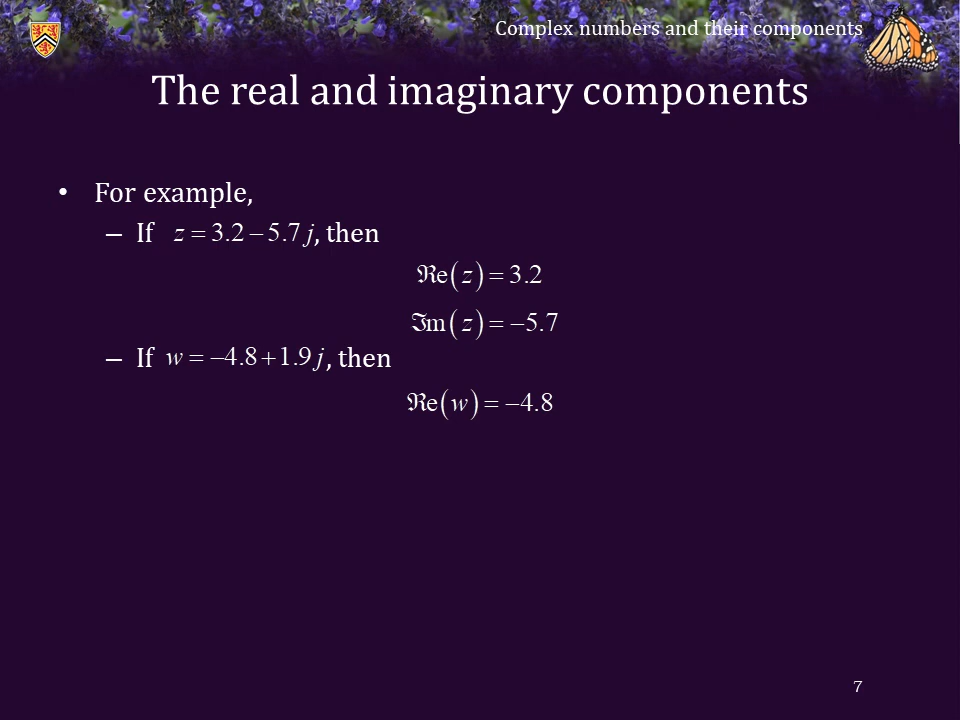 Complex numbers and their components
The real and imaginary components
• For example,
– If z = 3.2 − 5.7 j, then
ℜe(z) = 3.2
ℑm(z) = −5.7
– If w = −4.8 + 1.9 j, then
ℜe(w) = −4.8
7